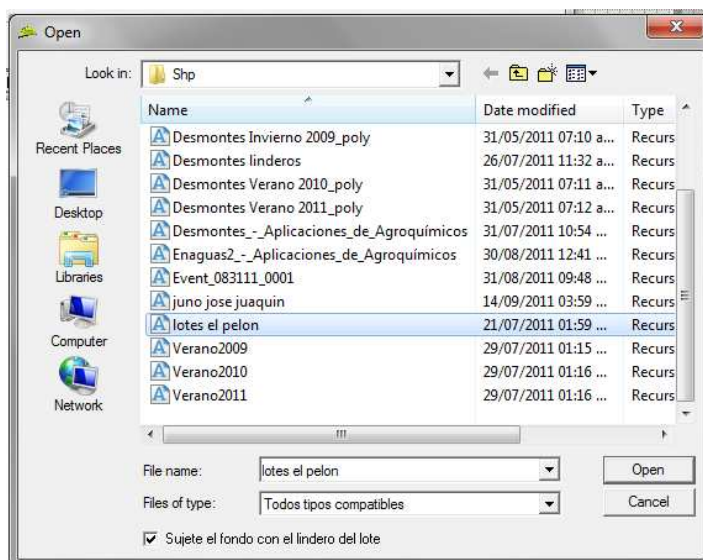 Open
Look in: Shp
Name Date modified Type
Recent Places
Desktop
Libraries
Computer
Network
Desmontes Invierno 2009_poly 31/05/2011 07:10 a... Recurs
Desmontes linderos 26/07/2011 11:32 a... Recurs
Desmontes Verano 2010_poly 31/05/2011 07:11 a... Recurs
Desmontes Verano 2011_poly 31/05/2011 07:12 a... Recurs
Desmontes_-_Aplicaciones_de_Agroquímicos 31/07/2011 10:54 ... Recurs
Enaguas2_-_Aplicaciones_de_Agroquímicos 30/08/2011 12:41 ... Recurs
Event_083111_0001 31/08/2011 09:48 ... Recurs
juno jose juaquin 14/09/2011 03:59 ... Recurs
lotes el pelon 21/07/2011 01:59 ... Recurs
Verano2009 29/07/2011 01:15 ... Recurs
Verano2010 29/07/2011 01:16 ... Recurs
Verano2011 29/07/2011 01:16 ... Recurs
File name: lotes el pelon Open
Files of type: Todos tipos compatibles Cancel
Sujete el fondo con el lindero del lote